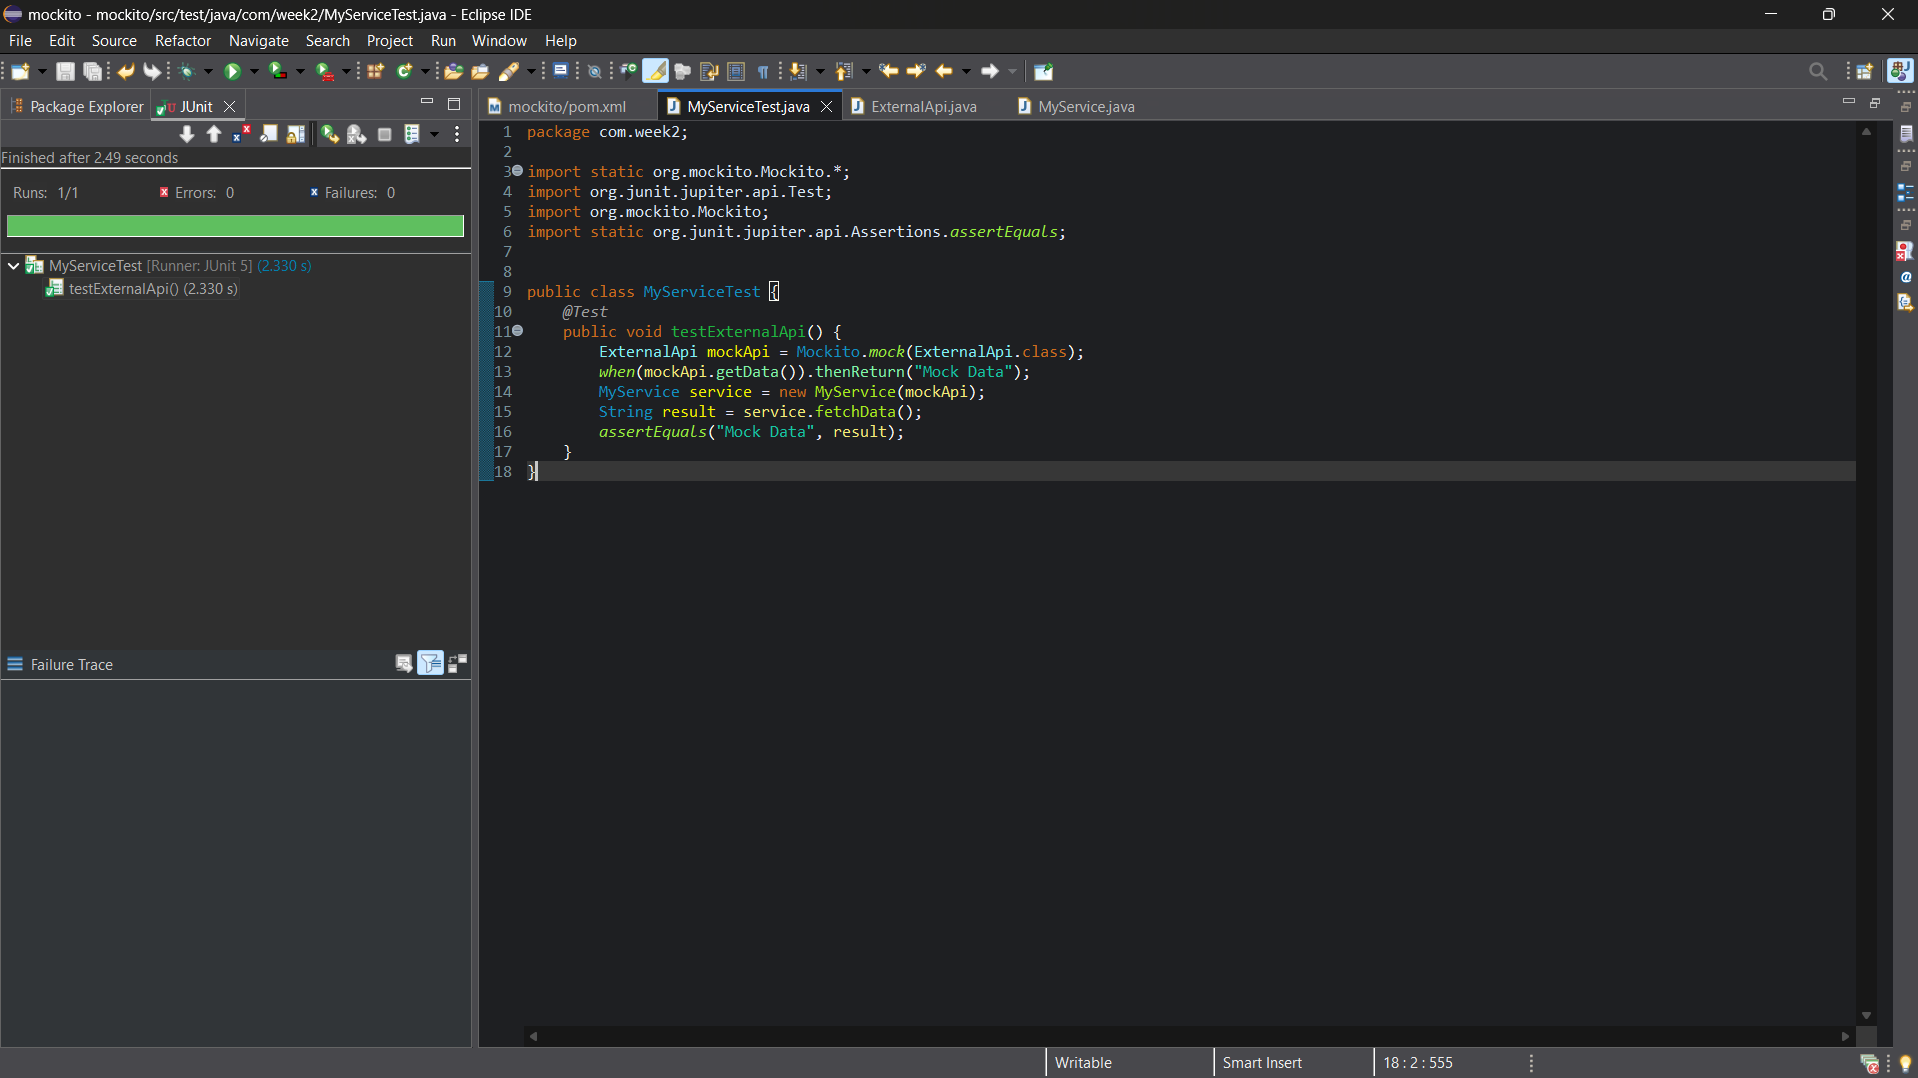 mockito - mockito/src/test/java/com/week2/MyServiceTest.java - Eclipse IDE
File Edit Source Refactor Navigate Search Project Run Window Help
Package Explorer JUnit
mockito/pom.xml MyServiceTest.java ExternalApi.java MyService.java
Finished after 2.49 seconds
Runs: 1/1 Errors: 0 Failures: 0
MyServiceTest [Runner: JUnit 5] (2.330 s)
testExternalApi() (2.330 s)
Failure Trace
1 package com.week2;
2
3 import static org.mockito.Mockito.*;
4 import org.junit.jupiter.api.Test;
5 import org.mockito.Mockito;
6 import static org.junit.jupiter.api.Assertions.assertEquals;
7
8
9 public class MyServiceTest {
10 @Test
11 public void testExternalApi() {
12 ExternalApi mockApi = Mockito.mock(ExternalApi.class);
13 when(mockApi.getData()).thenReturn("Mock Data");
14 MyService service = new MyService(mockApi);
15 String result = service.fetchData();
16 assertEquals("Mock Data", result);
17 }
18 }
Writable Smart Insert 18 : 2 : 555